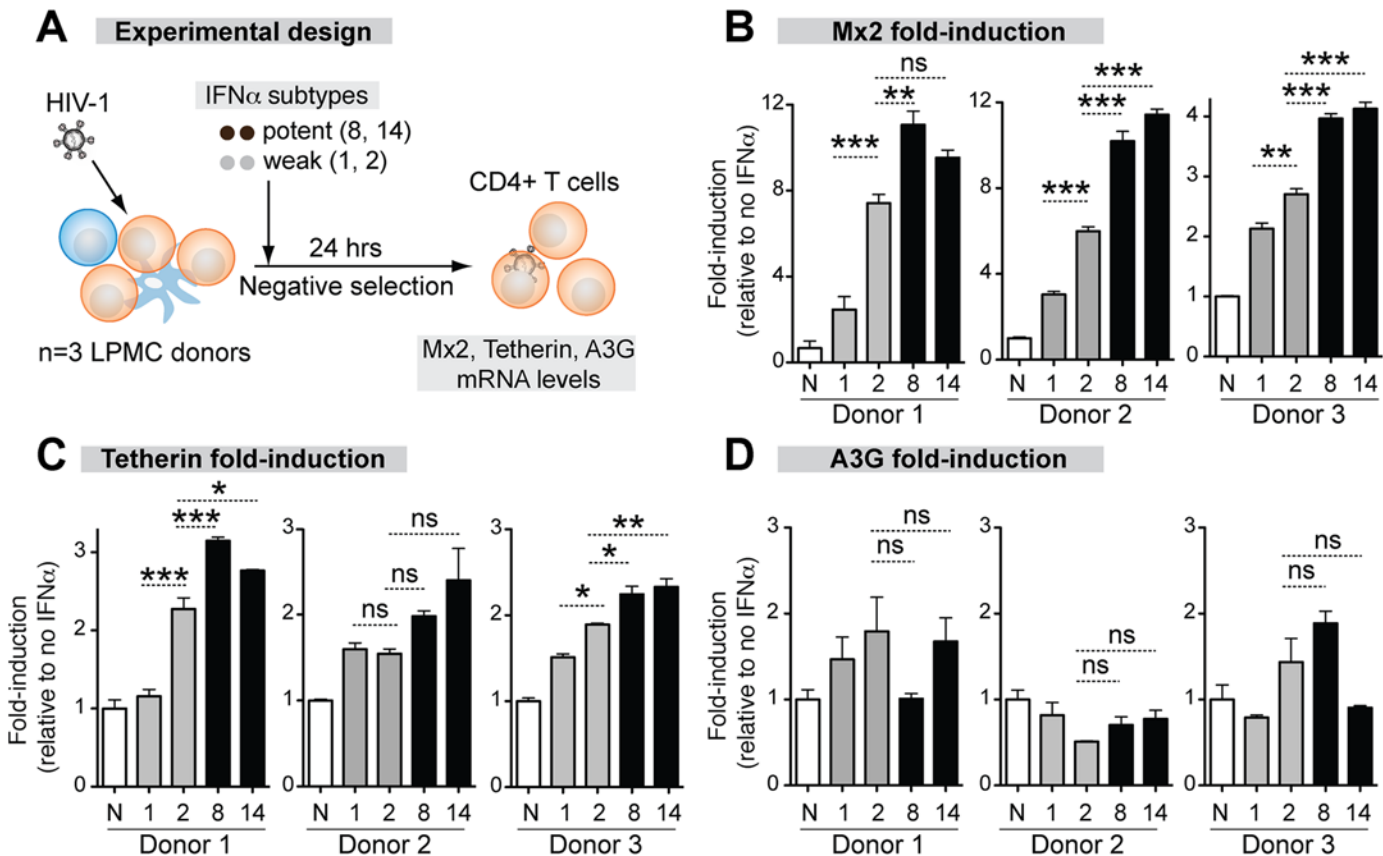 A Experimental design
HIV-1
IFNα subtypes
potent (8, 14)
weak (1, 2)
CD4+ T cells
24 hrs
Negative selection
n=3 LPMC donors
Mx2, Tetherin, A3G
mRNA levels
B Mx2 fold-induction
Fold-induction
(relative to no IFNα)
12
8
4
0
*** ** ns
N 1 2 8 14
Donor 1
12
8
4
0
*** *** ***
N 1 2 8 14
Donor 2
4
3
2
1
0
** *** ***
N 1 2 8 14
Donor 3
C Tetherin fold-induction
Fold-induction
(relative to no IFNα)
3
2
1
0
*** *** *
N 1 2 8 14
Donor 1
3
2
1
0
ns ns ns
N 1 2 8 14
Donor 2
3
2
1
0
* * **
N 1 2 8 14
Donor 3
D A3G fold-induction
Fold-induction
(relative to no IFNα)
3
2
1
0
ns
ns
N 1 2 8 14
Donor 1
3
2
1
0
ns
ns
N 1 2 8 14
Donor 2
3
2
1
0
ns
ns
N 1 2 8 14
Donor 3